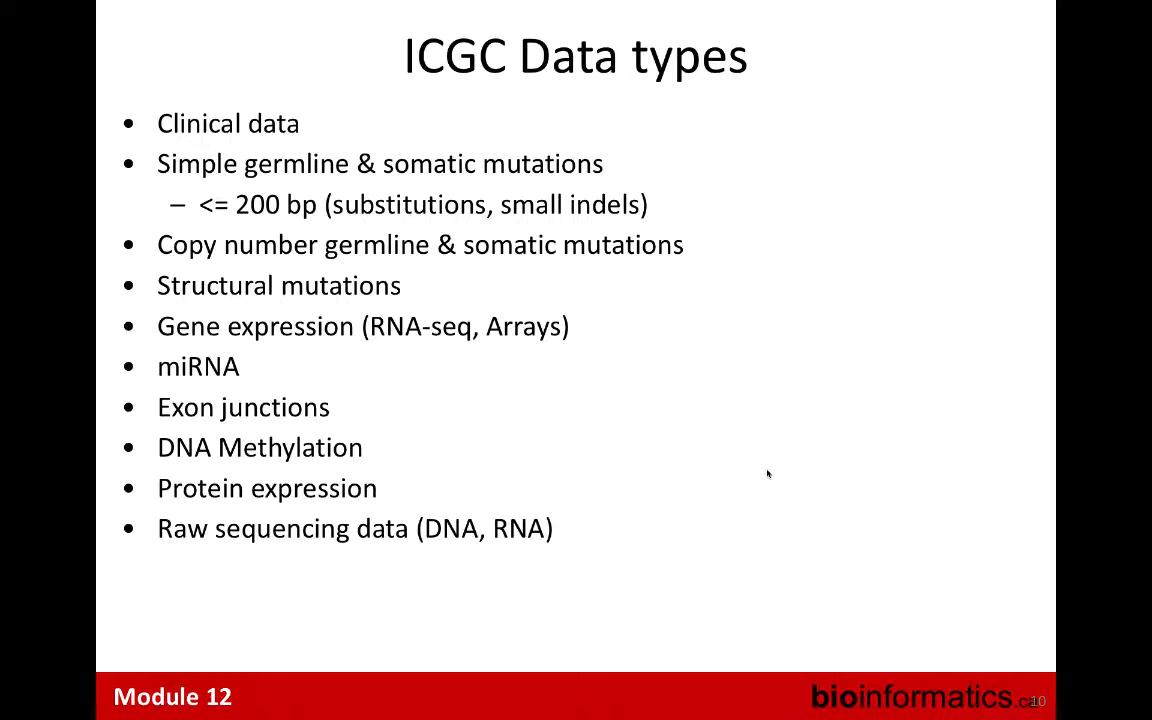 ICGC Data types
• Clinical data
• Simple germline & somatic mutations
– <= 200 bp (substitutions, small indels)
• Copy number germline & somatic mutations
• Structural mutations
• Gene expression (RNA-seq, Arrays)
• miRNA
• Exon junctions
• DNA Methylation
• Protein expression
• Raw sequencing data (DNA, RNA)
Module 12
bioinformatics.ca
10